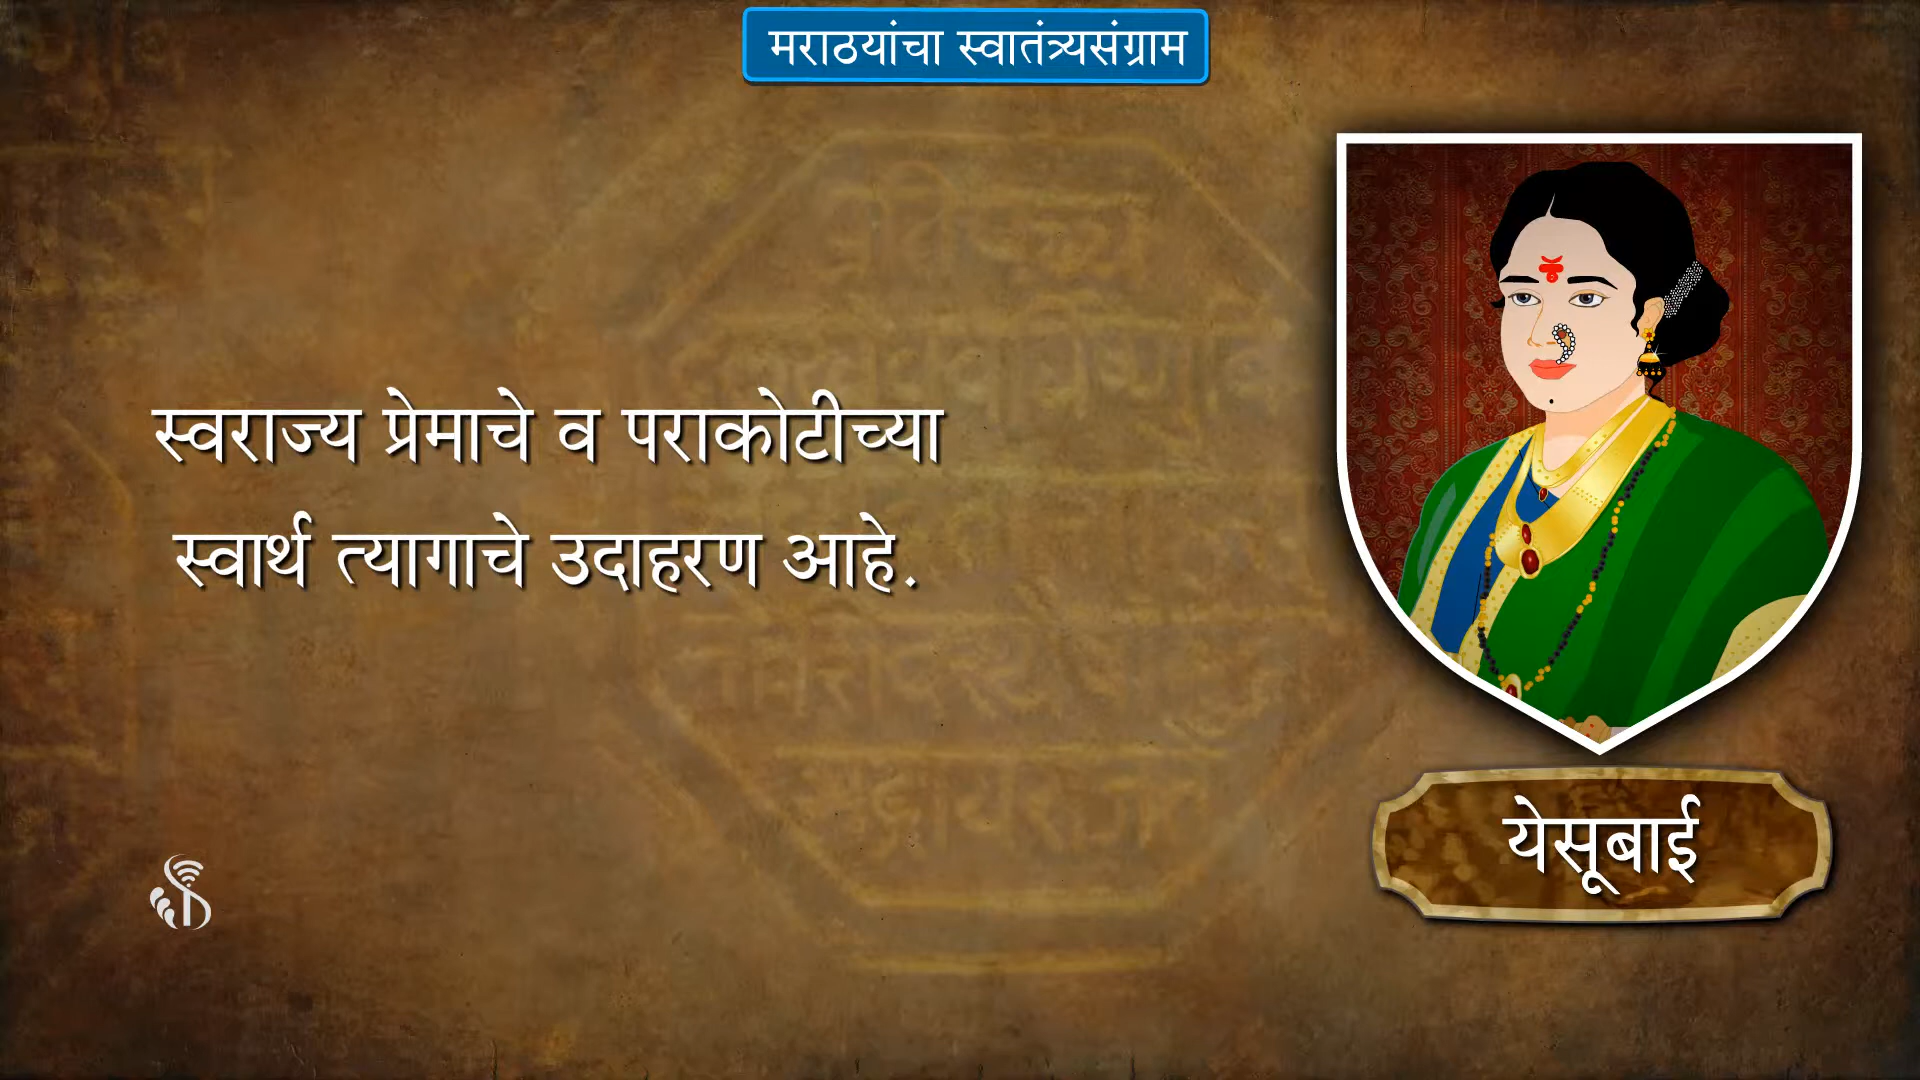 मराठयांचा स्वातंत्र्यसंग्राम
स्वराज्य प्रेमाचे व पराकोटीच्या
स्वार्थ त्यागाचे उदाहरण आहे.
येसूबाई